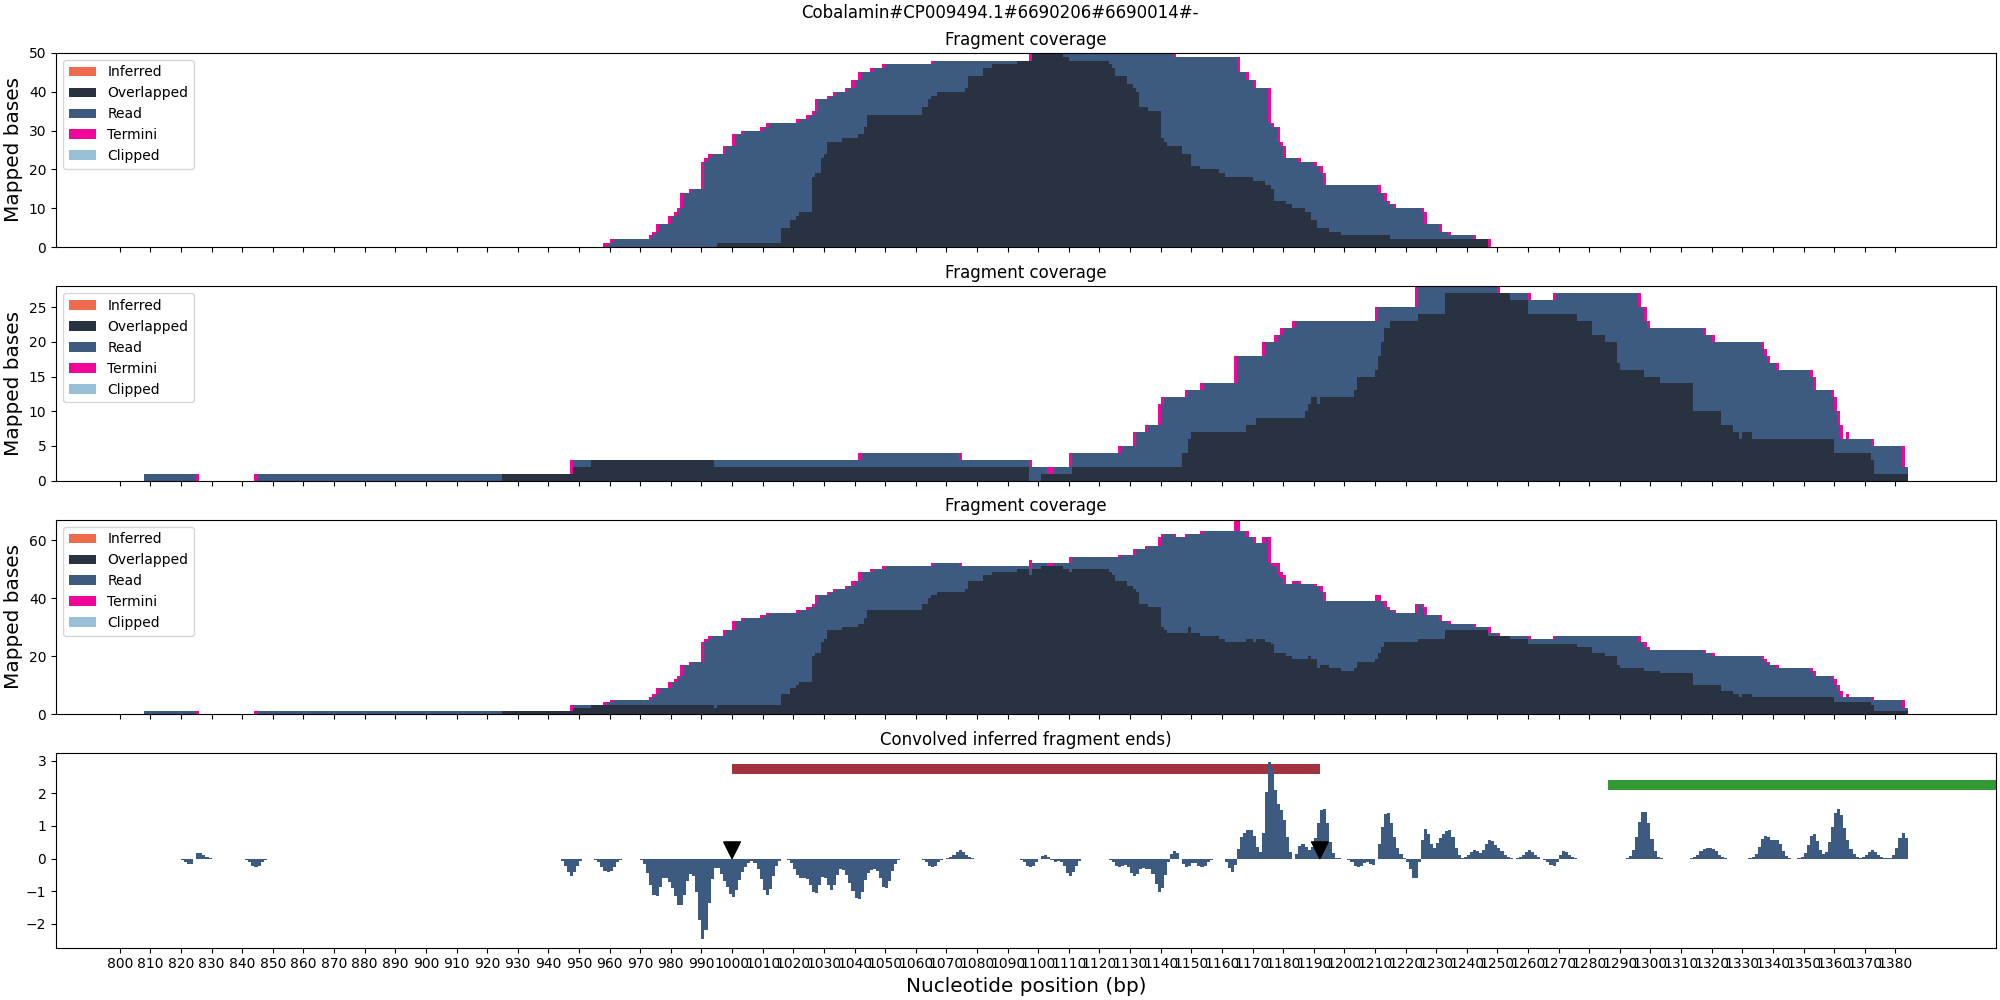 Cobalamin#CP009494.1#6690206#6690014#-
Fragment coverage
50
40
30
20
10
0
Mapped bases
Inferred
Overlapped
Read
Termini
Clipped
Fragment coverage
25
20
15
10
5
0
Mapped bases
Inferred
Overlapped
Read
Termini
Clipped
Fragment coverage
60
40
20
0
Mapped bases
Inferred
Overlapped
Read
Termini
Clipped
Convolved inferred fragment ends)
3
2
1
0
−1
−2
800 810 820 830 840 850 860 870 880 890 900 910 920 930 940 950 960 970 980 990 1000 1010 1020 1030 1040 1050 1060 1070 1080 1090 1100 1110 1120 1130 1140 1150 1160 1170 1180 1190 1200 1210 1220 1230 1240 1250 1260 1270 1280 1290 1300 1310 1320 1330 1340 1350 1360 1370 1380
Nucleotide position (bp)